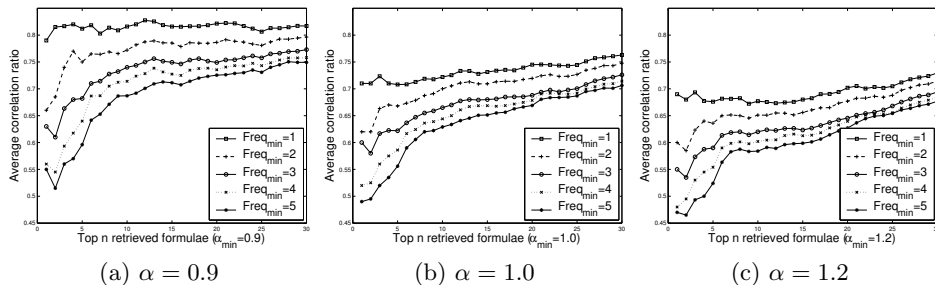 Average correlation ratio
0.8
0.75
0.7
0.65
0.6
0.55
0.5
0.45
0 5 10 15 20 25 30
Freq_min=1
Freq_min=2
Freq_min=3
Freq_min=4
Freq_min=5
Top n retrieved formulae (α_min=0.9)
(a) α = 0.9
Average correlation ratio
0.8
0.75
0.7
0.65
0.6
0.55
0.5
0.45
0 5 10 15 20 25 30
Freq_min=1
Freq_min=2
Freq_min=3
Freq_min=4
Freq_min=5
Top n retrieved formulae (α_min=1.0)
(b) α = 1.0
Average correlation ratio
0.8
0.75
0.7
0.65
0.6
0.55
0.5
0.45
0 5 10 15 20 25 30
Freq_min=1
Freq_min=2
Freq_min=3
Freq_min=4
Freq_min=5
Top n retrieved formulae (α_min=1.2)
(c) α = 1.2